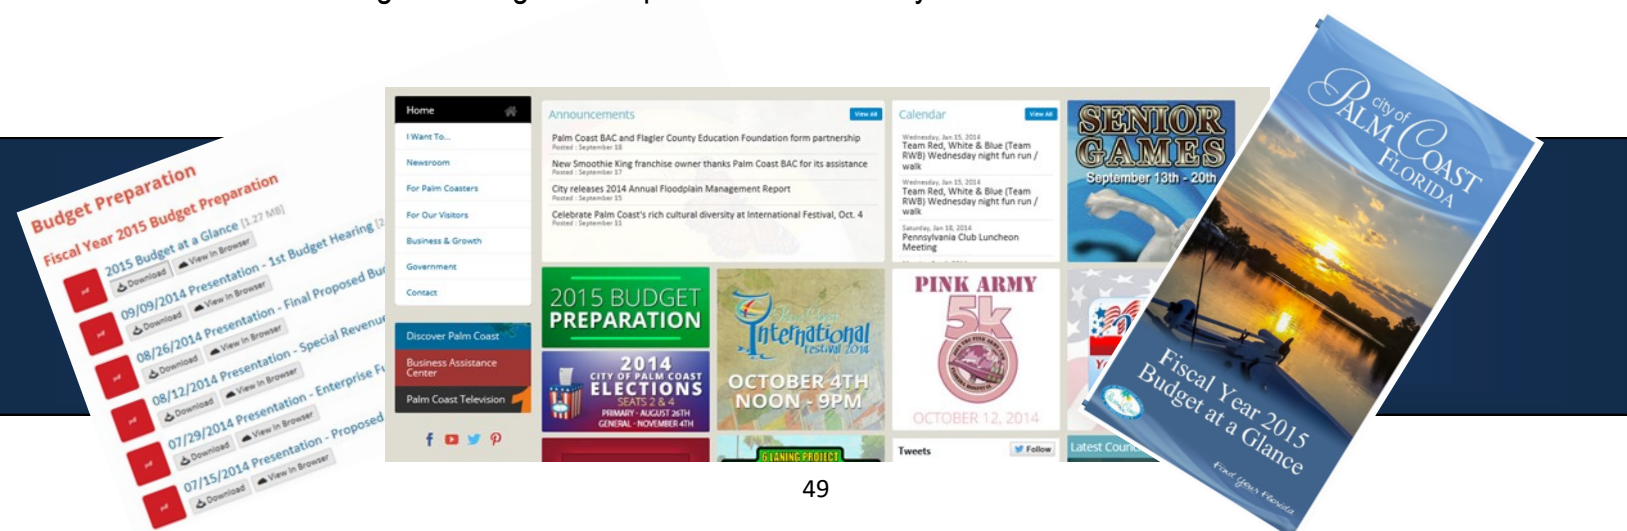 Budget Preparation
Fiscal Year 2015 Budget Preparation
2015 Budget at a Glance [1.27 MB]
Download View In Browser
09/09/2014 Presentation - 1st Budget Hearing
Download View In Browser
08/26/2014 Presentation - Final Proposed
Download View In Browser
08/12/2014 Presentation - Special Revenue
Download View In Browser
07/29/2014 Presentation - Enterprise
Download View In Browser
07/15/2014 Presentation - Proposed
Download View In Browser
Home
I Want To...
Newsroom
For Palm Coasters
For Our Visitors
Business & Growth
Government
Contact
Discover Palm Coast
Business Assistance
Center
Palm Coast Television
Announcements
View All
Palm Coast BAC and Flagler County Education Foundation form partnership
Posted : September 18
New Smoothie King franchise owner thanks Palm Coast BAC for its assistance
Posted : September 17
City releases 2014 Annual Floodplain Management Report
Posted : September 15
Celebrate Palm Coast's rich cultural diversity at International Festival, Oct. 4
Posted : September 11
Calendar
View All
Wednesday, Jan 15, 2014
Team Red, White & Blue (Team
RWB) Wednesday night fun run /
walk
Wednesday, Jan 15, 2014
Team Red, White & Blue (Team
RWB) Wednesday night fun run /
walk
Saturday, Jan 18, 2014
Pennsylvania Club Luncheon
Meeting
SENIOR
GAMES
September 13th - 20th
2015 BUDGET
PREPARATION
2014
CITY OF PALM COAST
ELECTIONS
SEATS 2 & 4
PRIMARY - AUGUST 26TH
GENERAL - NOVEMBER 4TH
Palm Coast
International
Festival 2014
OCTOBER 4TH
NOON - 9PM
PINK ARMY
5k
OCTOBER 12, 2014
6 LANING PROJECT
Tweets
Follow
Latest
city of
PALM COAST
FLORIDA
Fiscal Year 2015
Budget at a Glance
Find Your Florida
49